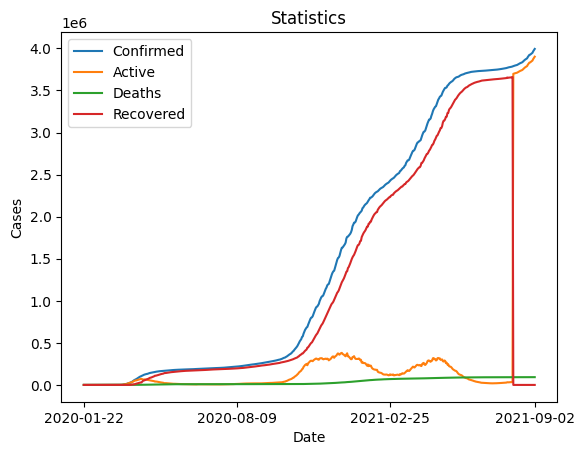 Statistics
1e6
Confirmed
Active
Deaths
Recovered
4.0
3.5
3.0
2.5
2.0
1.5
1.0
0.5
0.0
Cases
2020-01-22 2020-08-09 2021-02-25 2021-09-02
Date